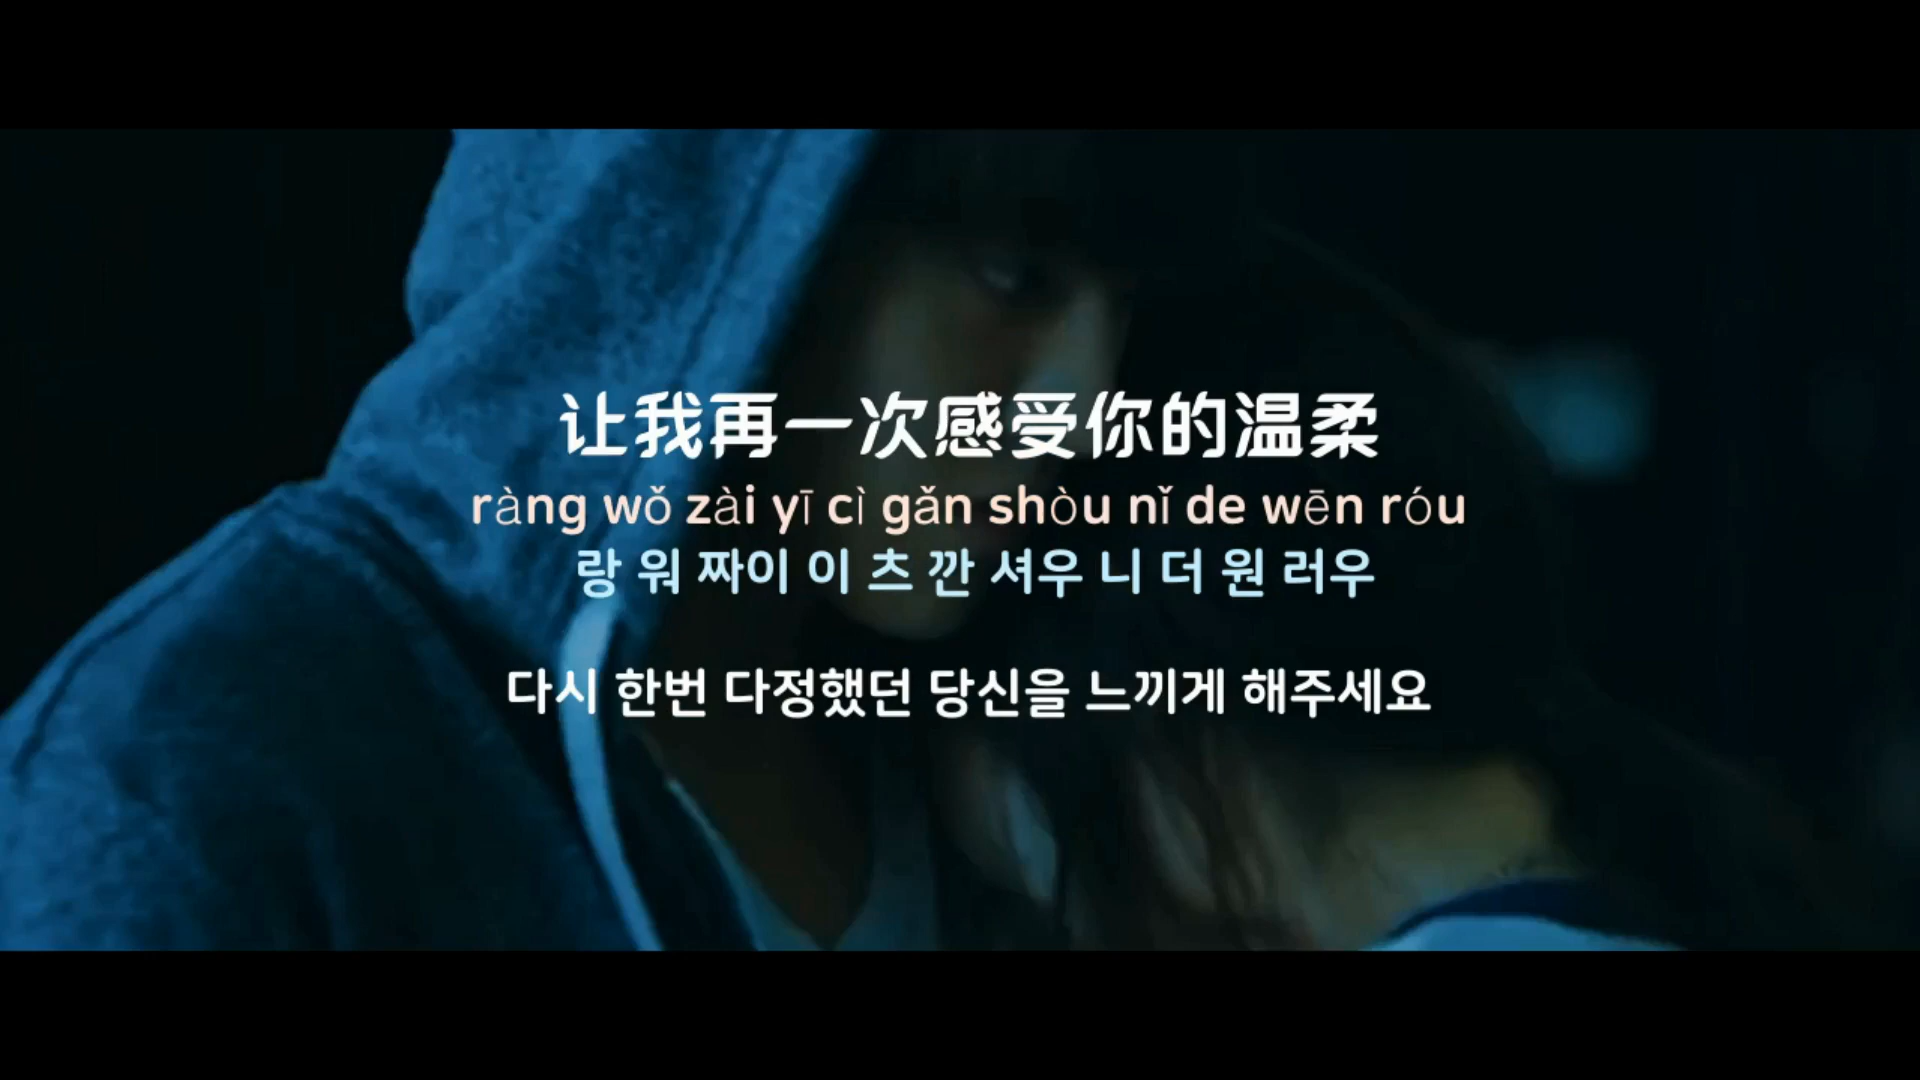 让我再一次感受你的温柔
ràng wǒ zài yī cì gǎn shòu nǐ de wēn róu
랑 워 짜이 이 츠 깐 셔우 니 더 원 러우
다시 한번 다정했던 당신을 느끼게 해주세요